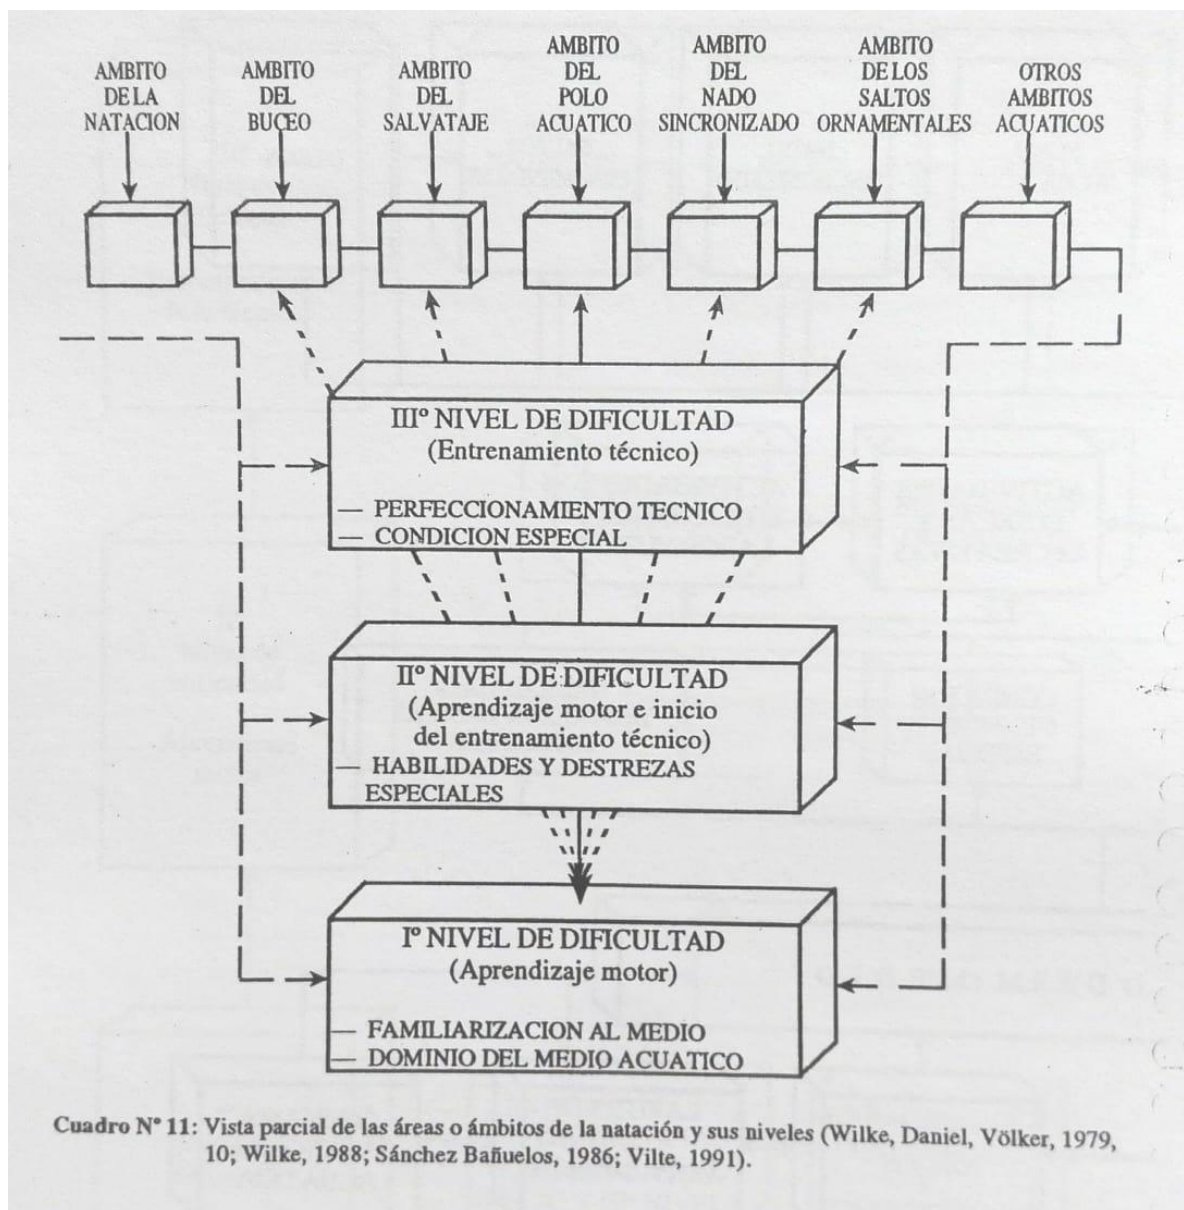 AMBITO
DE LA
NATACION
AMBITO
DEL
BUCEO
AMBITO
DEL
SALVATAJE
AMBITO
DEL
POLO
ACUATICO
AMBITO
DEL
NADO
SINCRONIZADO
AMBITO
DE LOS
SALTOS
ORNAMENTALES
OTROS
AMBITOS
ACUATICOS
IIIº NIVEL DE DIFICULTAD
(Entrenamiento técnico)
— PERFECCIONAMIENTO TECNICO
— CONDICION ESPECIAL
IIº NIVEL DE DIFICULTAD
(Aprendizaje motor e inicio
del entrenamiento técnico)
— HABILIDADES Y DESTREZAS
ESPECIALES
Iº NIVEL DE DIFICULTAD
(Aprendizaje motor)
— FAMILIARIZACION AL MEDIO
— DOMINIO DEL MEDIO ACUATICO
Cuadro Nº 11: Vista parcial de las áreas o ámbitos de la natación y sus niveles (Wilke, Daniel, Völker, 1979,
10; Wilke, 1988; Sánchez Bañuelos, 1986; Vilte, 1991).